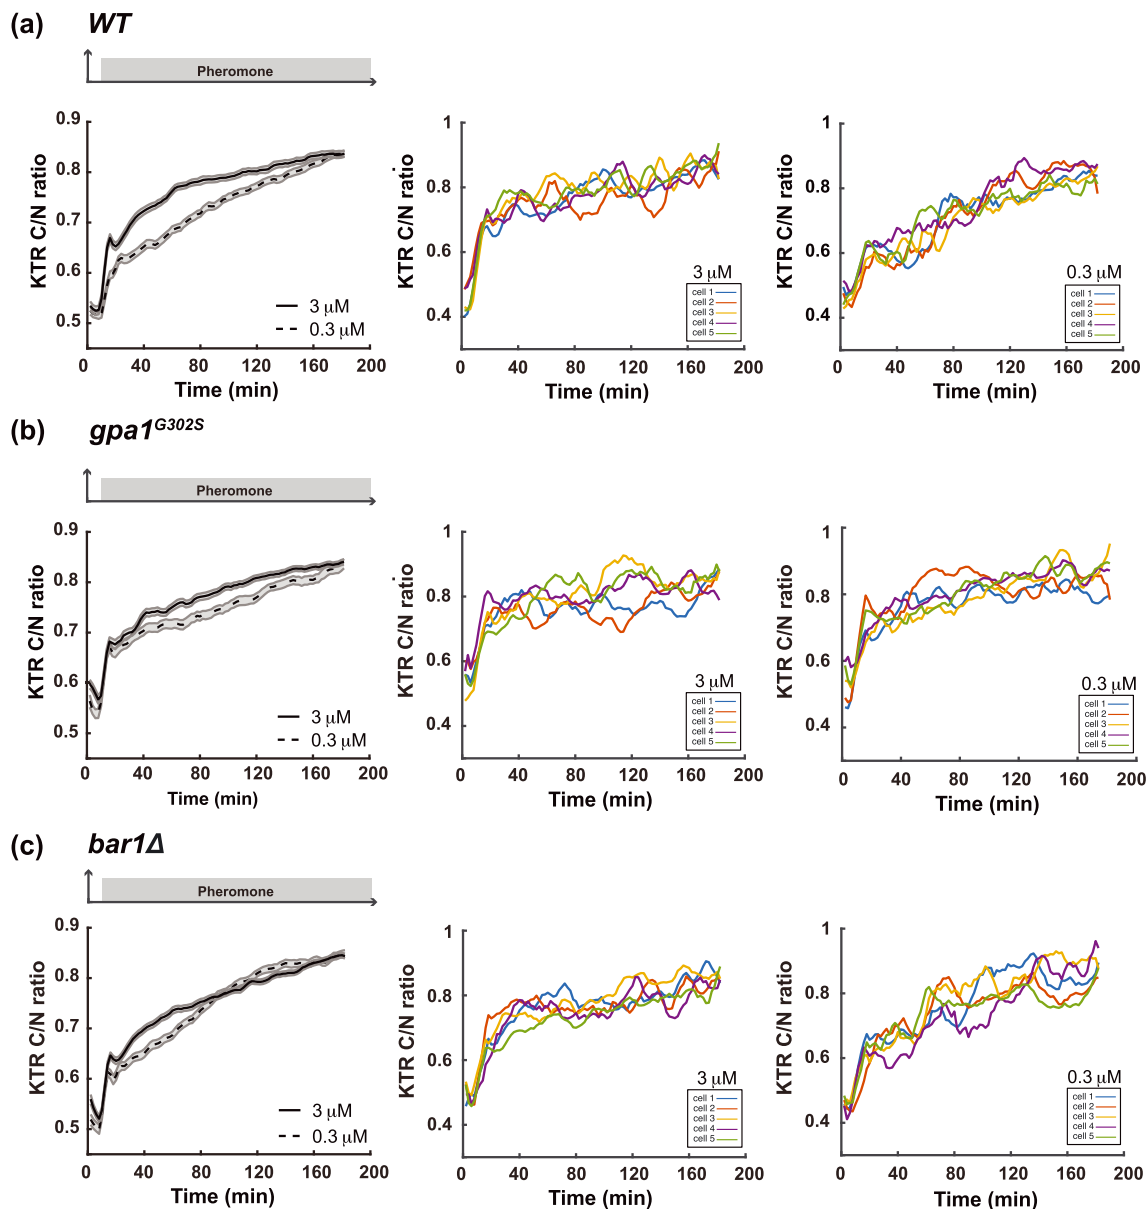 (a) WT
Pheromone
KTR C/N ratio
0.9
0.8
0.7
0.6
0.5
3 μM
0.3 μM
0 40 80 120 160 200
Time (min)
KTR C/N ratio
1
0.8
0.6
0.4
3 μM
cell 1
cell 2
cell 3
cell 4
cell 5
0 40 80 120 160 200
Time (min)
KTR C/N ratio
1
0.8
0.6
0.4
0.3 μM
cell 1
cell 2
cell 3
cell 4
cell 5
0 40 80 120 160 200
Time (min)
(b) gpa1G302S
Pheromone
KTR C/N ratio
0.9
0.8
0.7
0.6
0.5
3 μM
0.3 μM
0 40 80 120 160 200
Time (min)
KTR C/N ratio
1
0.8
0.6
0.4
3 μM
cell 1
cell 2
cell 3
cell 4
cell 5
0 40 80 120 160 200
Time (min)
KTR C/N ratio
1
0.8
0.6
0.4
0.3 μM
cell 1
cell 2
cell 3
cell 4
cell 5
0 40 80 120 160 200
Time (min)
(c) bar1Δ
Pheromone
KTR C/N ratio
0.9
0.8
0.7
0.6
0.5
3 μM
0.3 μM
0 40 80 120 160 200
Time (min)
KTR C/N ratio
1
0.8
0.6
0.4
3 μM
cell 1
cell 2
cell 3
cell 4
cell 5
0 40 80 120 160 200
Time (min)
KTR C/N ratio
1
0.8
0.6
0.4
0.3 μM
cell 1
cell 2
cell 3
cell 4
cell 5
0 40 80 120 160 200
Time (min)